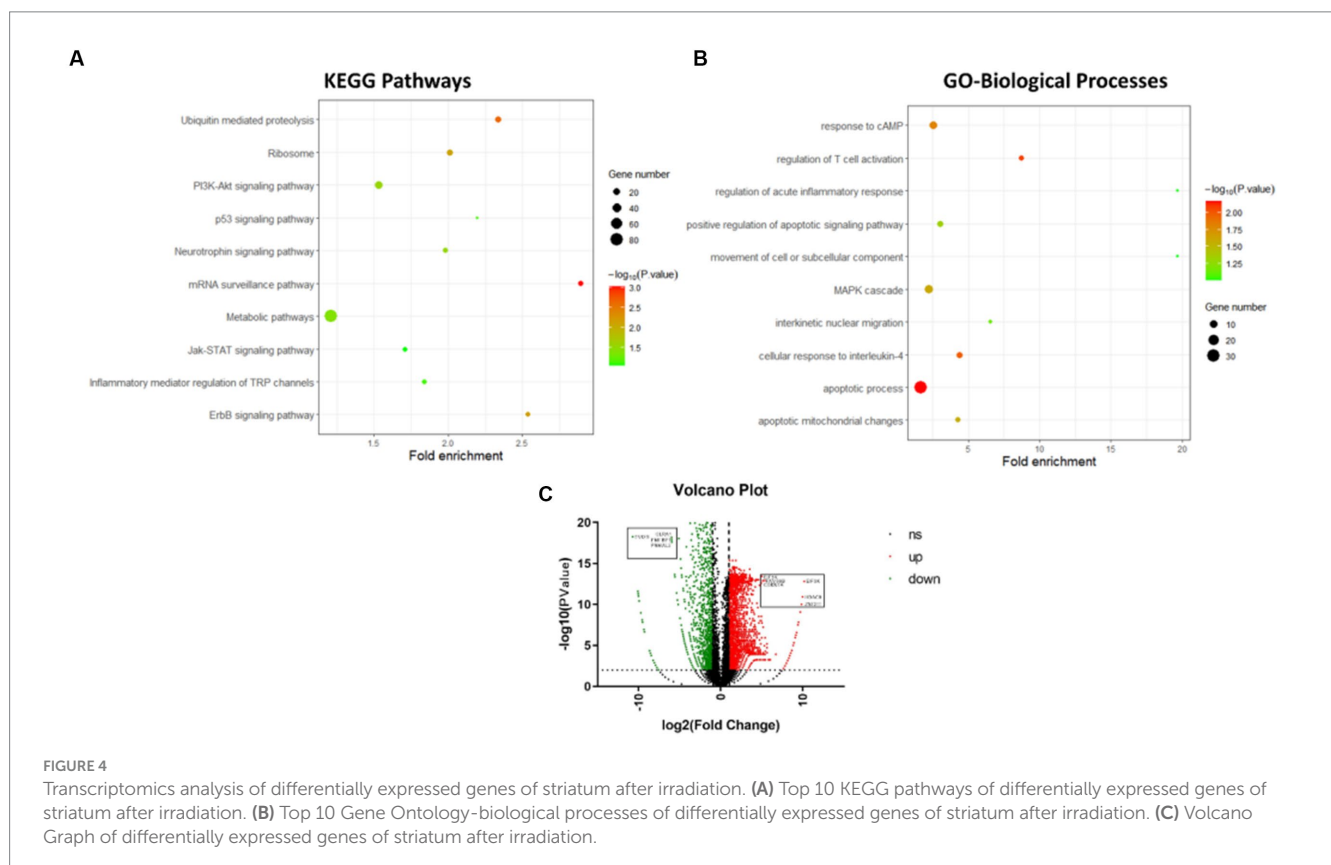 A
KEGG Pathways
Ubiquitin mediated proteolysis
Ribosome
PI3K-Akt signaling pathway
p53 signaling pathway
Neurotrophin signaling pathway
mRNA surveillance pathway
Metabolic pathways
Jak-STAT signaling pathway
Inflammatory mediator regulation of TRP channels
ErbB signaling pathway
1.5 2.0 2.5
Fold enrichment
Gene number
20
40
60
80
−log10(P.value)
3.0
2.5
2.0
1.5
B
GO-Biological Processes
response to cAMP
regulation of T cell activation
regulation of acute inflammatory response
positive regulation of apoptotic signaling pathway
movement of cell or subcellular component
MAPK cascade
interkinetic nuclear migration
cellular response to interleukin-4
apoptotic process
apoptotic mitochondrial changes
5 10 15 20
Fold enrichment
−log10(P.value)
2.00
1.75
1.50
1.25
Gene number
10
20
30
C
Volcano Plot
-log10(PValue)
20
15
10
5
0
-10 0 10
log2(Fold Change)
ns
up
down
FIGURE 4
Transcriptomics analysis of differentially expressed genes of striatum after irradiation. (A) Top 10 KEGG pathways of differentially expressed genes of
striatum after irradiation. (B) Top 10 Gene Ontology-biological processes of differentially expressed genes of striatum after irradiation. (C) Volcano
Graph of differentially expressed genes of striatum after irradiation.